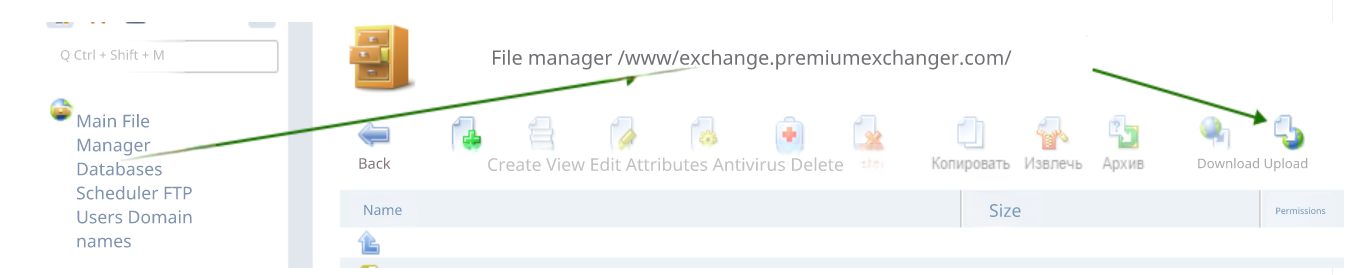 Q Ctrl + Shift + M
File manager /www/exchange.premiumexchanger.com/
Main File
Manager
Databases
Scheduler FTP
Users Domain
names
Back
Create View Edit Attributes Antivirus Delete
Копировать Извлечь Архив
Download Upload
Name Size Permissions